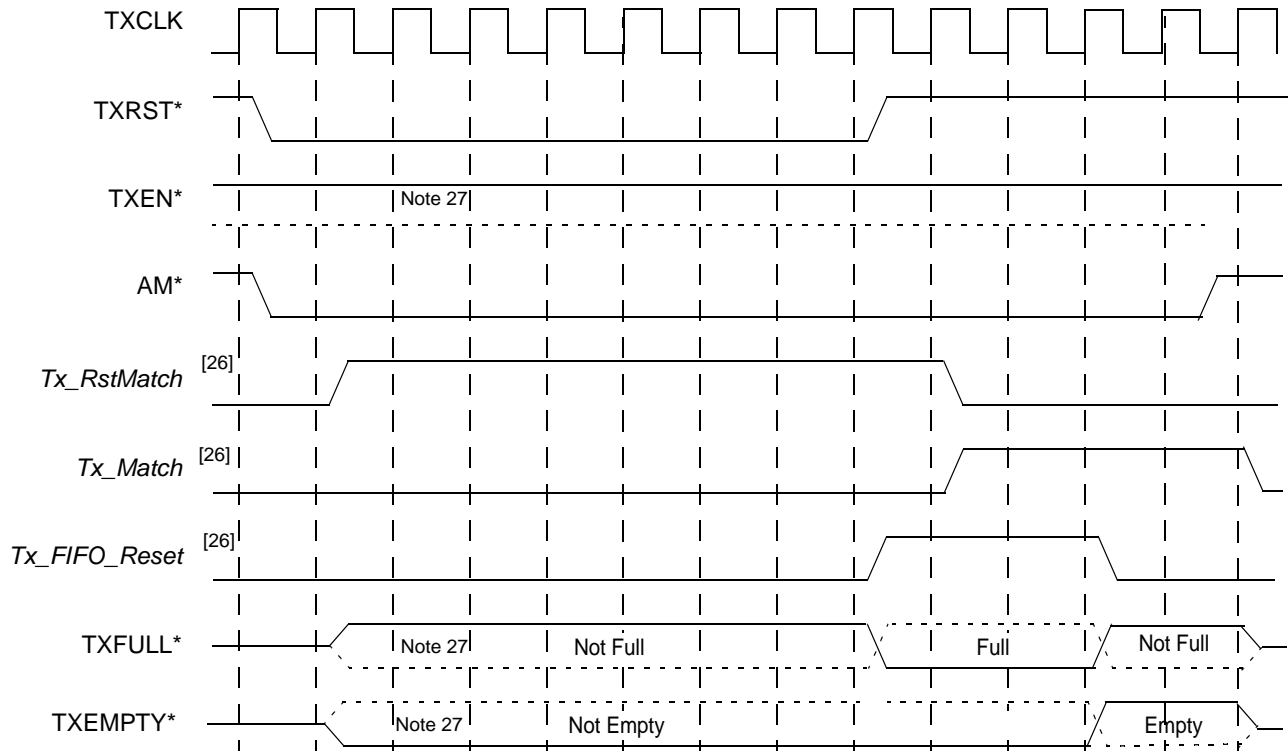 TXCLK
TXRST*
TXEN*
Note 27
AM*
Tx_RstMatch [26]
Tx_Match [26]
Tx_FIFO_Reset [26]
TXFULL* Note 27 Not Full Full Not Full
TXEMPTY* Note 27 Not Empty Empty